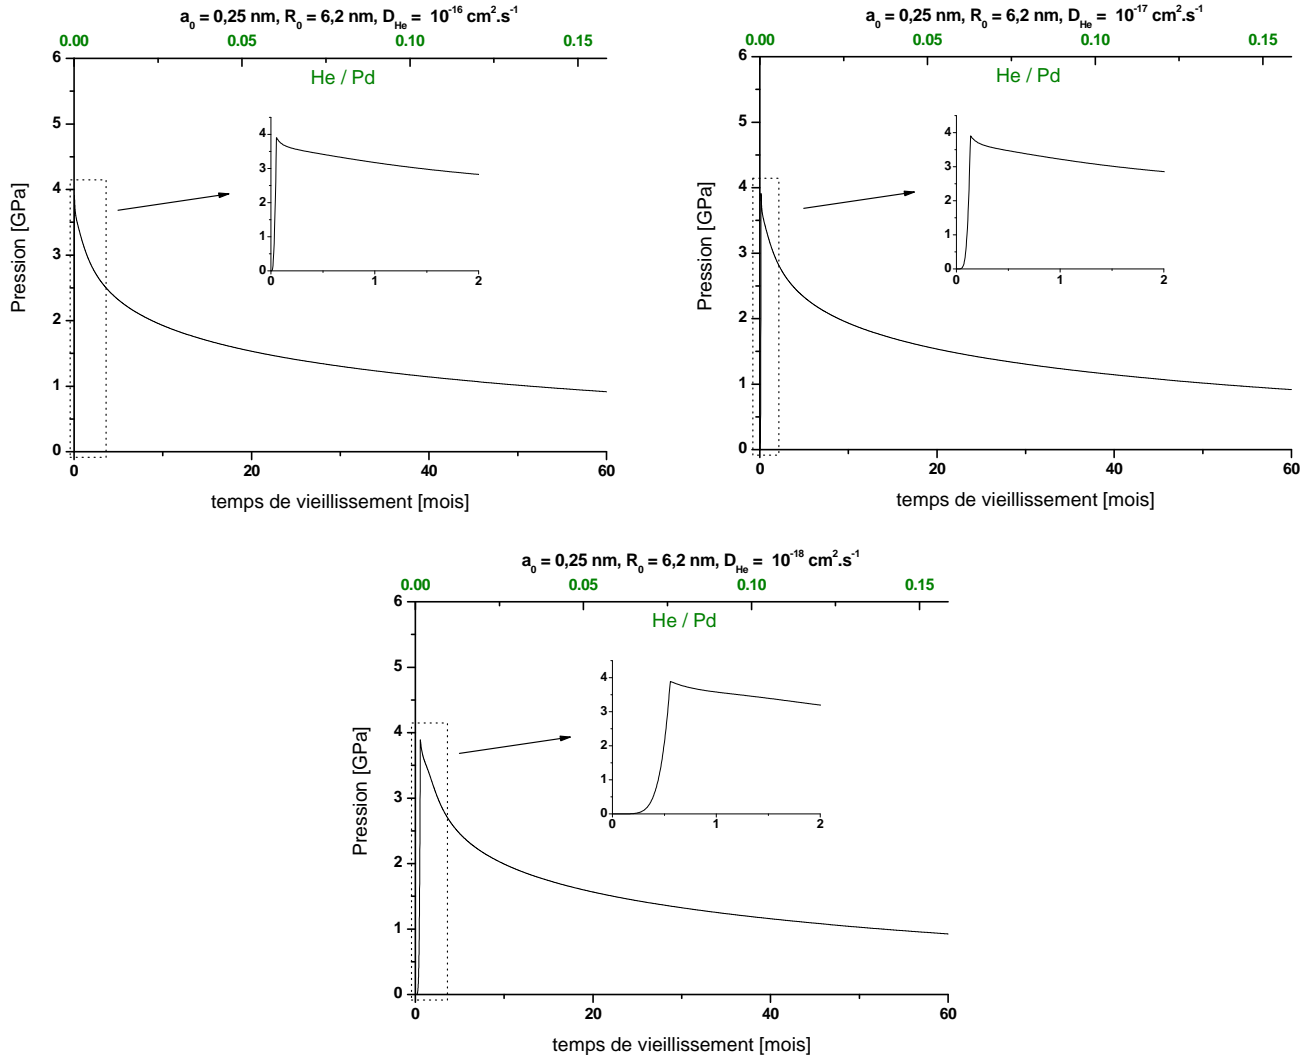 a₀ = 0,25 nm, R₀ = 6,2 nm, D_He = 10⁻¹⁶ cm².s⁻¹
0.00 0.05 0.10 0.15
He / Pd
6
5
4
3
2
1
0
Pression [GPa]
4
3
2
1
0
0 1 2
0 20 40 60
temps de vieillissement [mois]
a₀ = 0,25 nm, R₀ = 6,2 nm, D_He = 10⁻¹⁷ cm².s⁻¹
0.00 0.05 0.10 0.15
He / Pd
6
5
4
3
2
1
0
Pression [GPa]
4
3
2
1
0
0 1 2
0 20 40 60
temps de vieillissement [mois]
a₀ = 0,25 nm, R₀ = 6,2 nm, D_He = 10⁻¹⁸ cm².s⁻¹
0.00 0.05 0.10 0.15
He / Pd
6
5
4
3
2
1
0
Pression [GPa]
4
3
2
1
0
0 1 2
0 20 40 60
temps de vieillissement [mois]